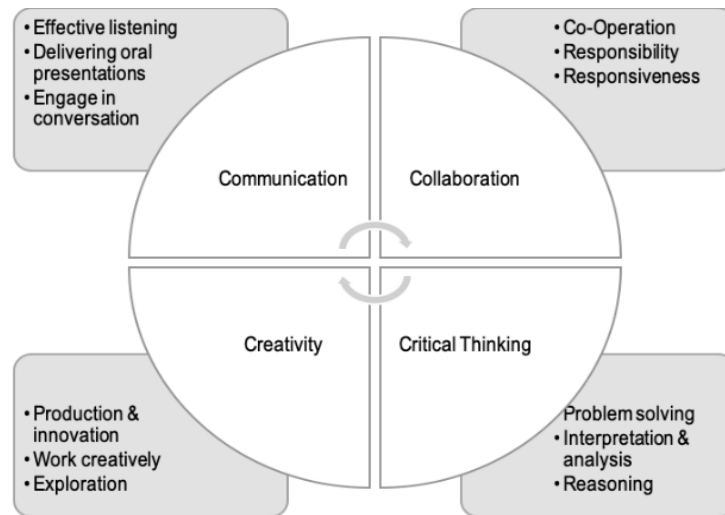 • Effective listening
• Delivering oral
presentations
• Engage in
conversation
• Co-Operation
• Responsibility
• Responsiveness
Communication
Collaboration
Creativity
Critical Thinking
• Production &
innovation
• Work creatively
• Exploration
Problem solving
• Interpretation &
analysis
• Reasoning